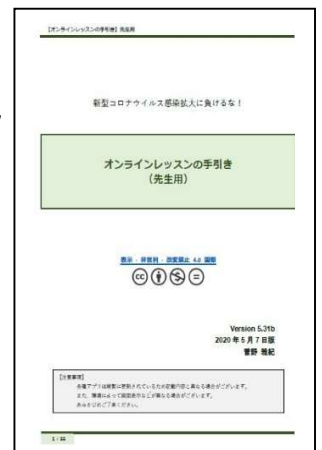 【オンラインレッスンの手引き】先生用
新型コロナウイルス感染拡大に負けるな!
オンラインレッスンの手引き
(先生用)
表示 - 非営利 - 改変禁止 4.0 国際
cc
Version 5.31b
2020 年 5 月 7 日版
菅野 雅紀
【注意事項】
各種アプリは頻繁に更新されているため記載内容と異なる場合がございます。
また、環境によって画面表示などが異なる場合がございます。
あらかじめご了承ください。